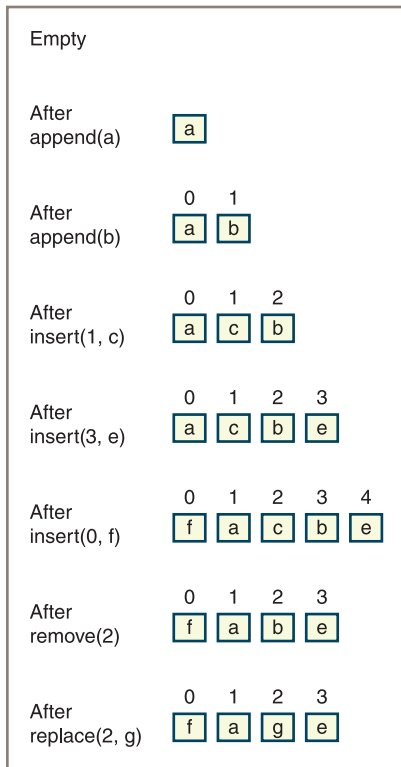 Empty
After
append(a)
a
After
append(b)
0 1
a b
After
insert(1, c)
0 1 2
a c b
After
insert(3, e)
0 1 2 3
a c b e
After
insert(0, f)
0 1 2 3 4
f a c b e
After
remove(2)
0 1 2 3
f a b e
After
replace(2, g)
0 1 2 3
f a g e